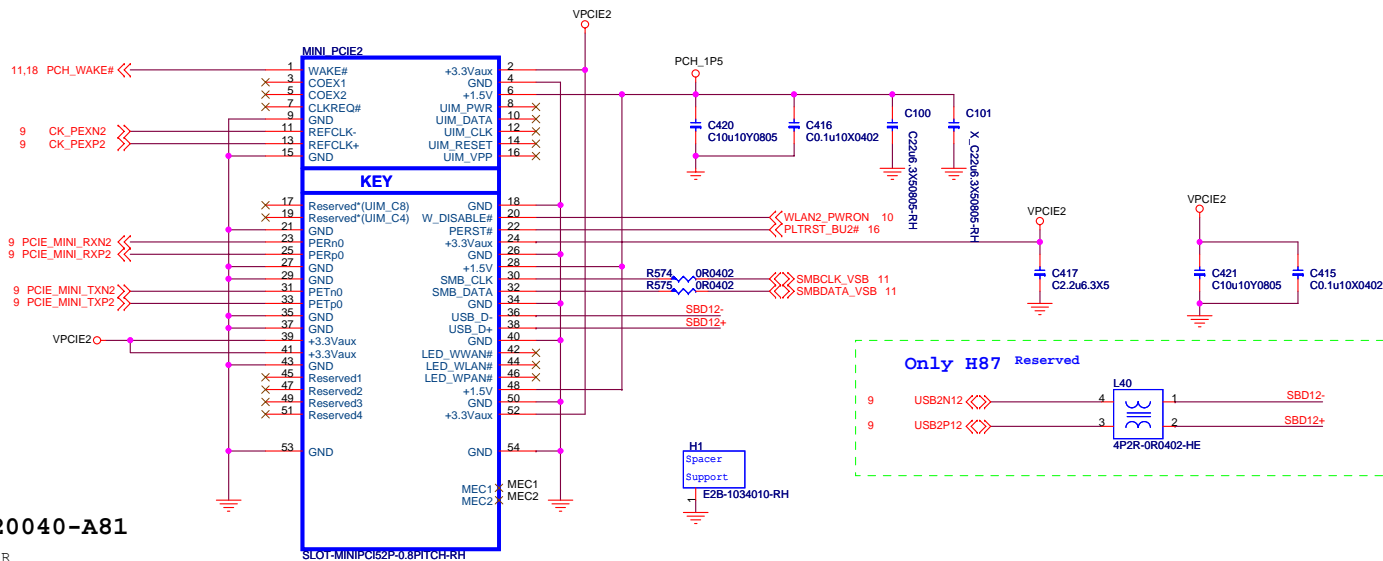 VPCIE2
MINI_PCIE2
11,18 PCH_WAKE#
1 WAKE# +3.3Vaux 2
3 COEX1 GND 4
5 COEX2 +1.5V 6
7 CLKREQ# UIM_PWR 8
9 GND UIM_DATA 10
9 CK_PEXN2 11 REFCLK- UIM_CLK 12
9 CK_PEXP2 13 REFCLK+ UIM_RESET 14
15 GND UIM_VPP 16
KEY
17 Reserved*(UIM_C8) GND 18
19 Reserved*(UIM_C4) W_DISABLE# 20 WLAN2_PWRON 10
21 GND PERST# 22 PLTRST_BU2# 16
9 PCIE_MINI_RXN2 23 PERn0 +3.3Vaux 24
9 PCIE_MINI_RXP2 25 PERp0 GND 26
27 GND +1.5V 28
29 GND SMB_CLK 30 R574 0R0402 SMBCLK_VSB 11
9 PCIE_MINI_TXN2 31 PETn0 SMB_DATA 32 R575 0R0402 SMBDATA_VSB 11
9 PCIE_MINI_TXP2 33 PETp0 GND 34
35 GND USB_D- 36 SBD12-
37 GND USB_D+ 38 SBD12+
VPCIE2 39 +3.3Vaux GND 40
41 +3.3Vaux LED_WWAN# 42
43 GND LED_WLAN# 44
45 Reserved1 LED_WPAN# 46
47 Reserved2 +1.5V 48
49 Reserved3 GND 50
51 Reserved4 +3.3Vaux 52
53 GND GND 54
MEC1 MEC1
MEC2 MEC2
SLOT-MINIPCI52P-0.8PITCH-RH
PCH_1P5
C420
C10u10Y0805
C416
C0.1u10X0402
C100
C22u6.3X50805-RH
C101
X_C22u6.3X50805-RH
VPCIE2
C417
C2.2u6.3X5
VPCIE2
C421
C10u10Y0805
C415
C0.1u10X0402
Only H87 Reserved
L40
9 USB2N12 4 1 SBD12-
9 USB2P12 3 2 SBD12+
4P2R-0R0402-HE
H1
Spacer
Support
1
E2B-1034010-RH
20040-A81
R